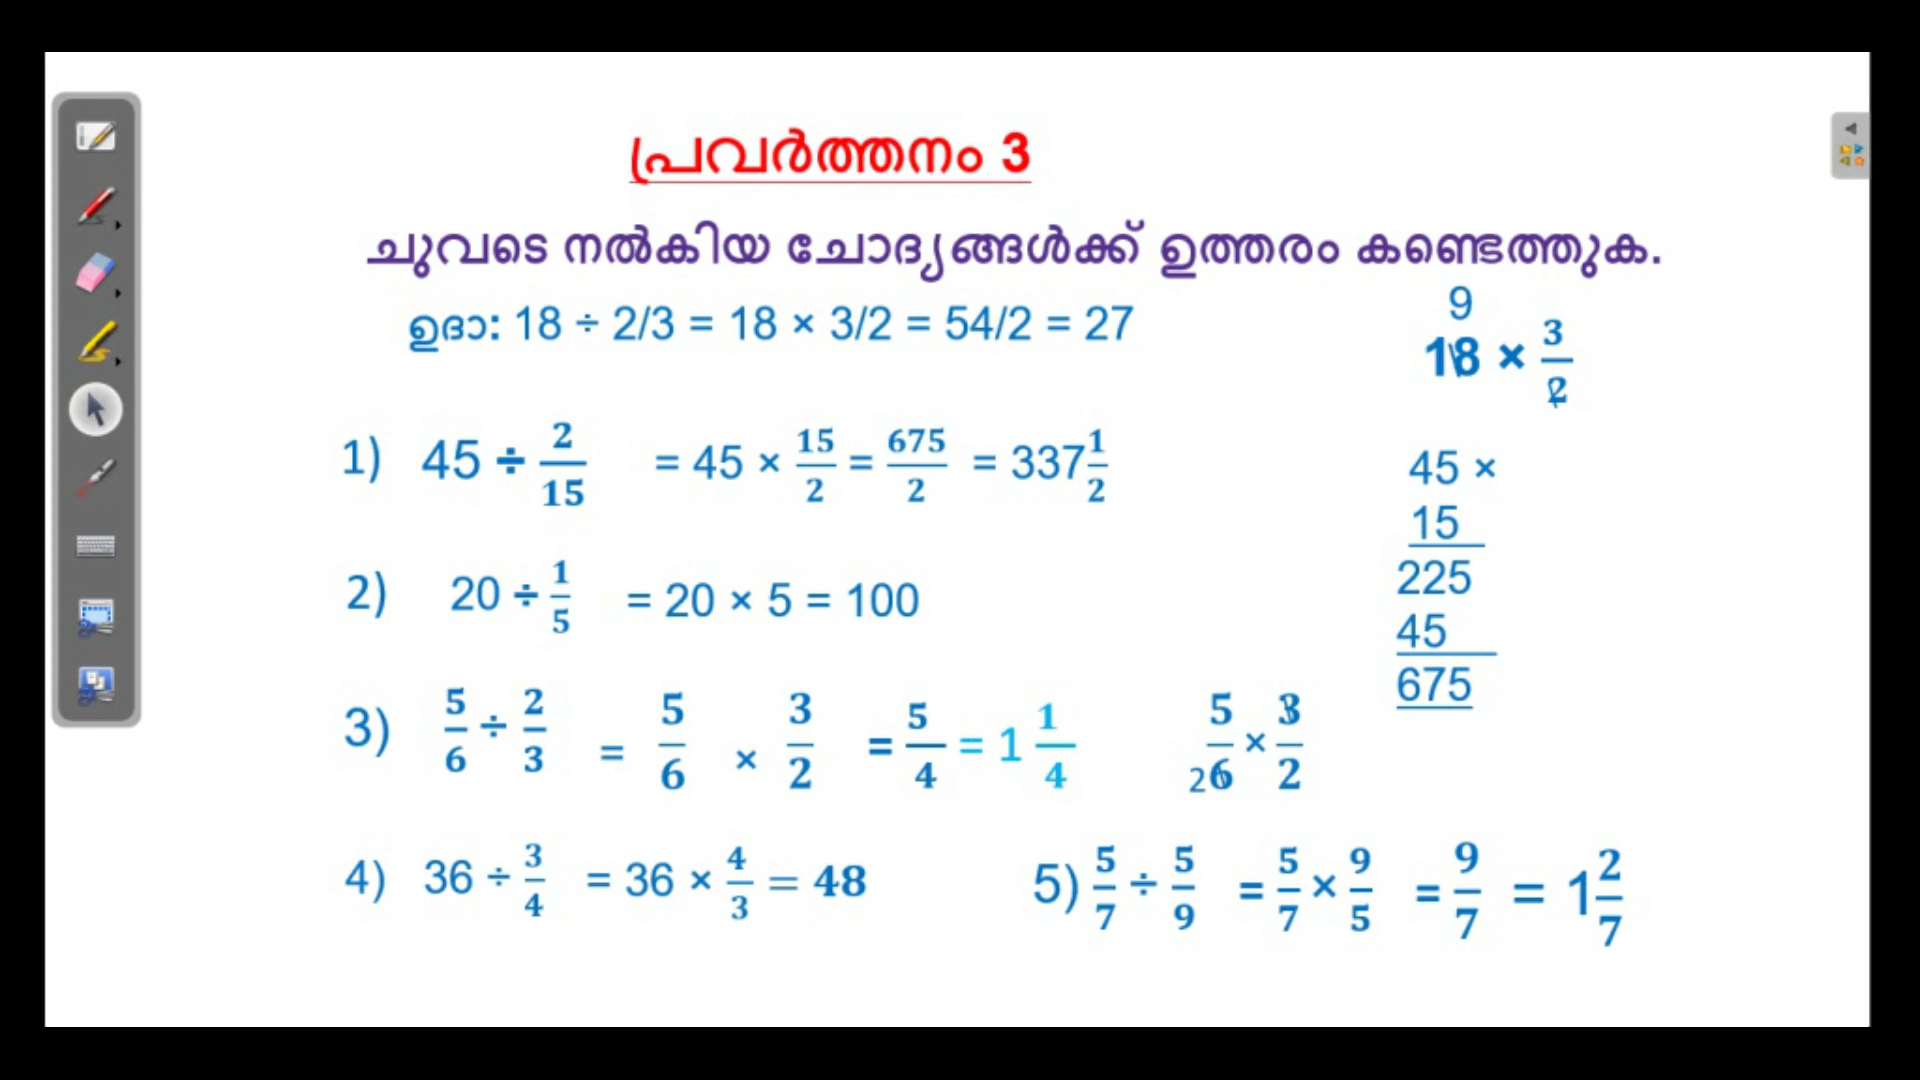 പ്രവർത്തനം 3
ചുവടെ നൽകിയ ചോദ്യങ്ങൾക്ക് ഉത്തരം കണ്ടെത്തുക.
ഉദാ: 18 ÷ 2/3 = 18 × 3/2 = 54/2 = 27
9
18 × 3/2
1) 45 ÷ 2/15 = 45 × 15/2 = 675/2 = 337 1/2
45 ×
15
225
45
675
2) 20 ÷ 1/5 = 20 × 5 = 100
3) 5/6 ÷ 2/3 = 5/6 × 3/2 = 5/4 = 1 1/4
5/6 × 3/2
2
4) 36 ÷ 3/4 = 36 × 4/3 = 48
5) 5/7 ÷ 5/9 = 5/7 × 9/5 = 9/7 = 1 2/7